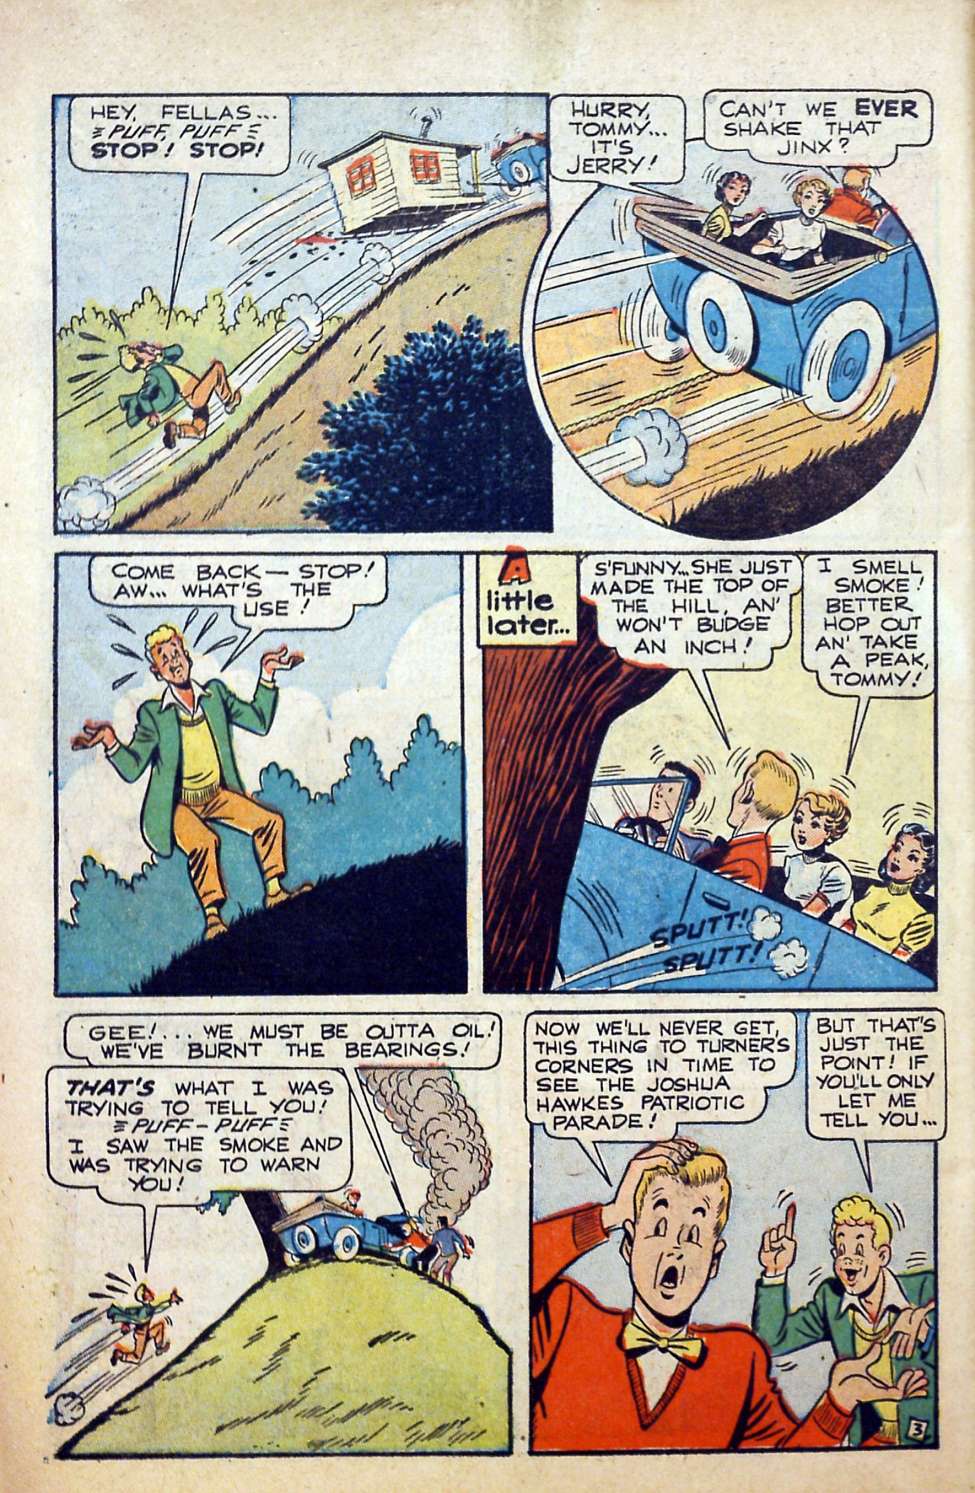 HEY, FELLAS...
PUFF, PUFF
STOP! STOP!
HURRY,
TOMMY...
IT'S
JERRY!
CAN'T WE EVER
SHAKE THAT
JINX?
COME BACK — STOP!
AW... WHAT'S THE
USE!
A
little
later...
S'FUNNY...SHE JUST
MADE THE TOP OF
THE HILL, AN'
WON'T BUDGE
AN INCH!
I SMELL
SMOKE!
BETTER
HOP OUT
AN' TAKE
A PEAK,
TOMMY!
SPUTT!
SPUTT!
GEE!... WE MUST BE OUTTA OIL!
WE'VE BURNT THE BEARINGS!
THAT'S WHAT I WAS
TRYING TO TELL YOU!
PUFF-PUFF
I SAW THE SMOKE AND
WAS TRYING TO WARN
YOU!
NOW WE'LL NEVER GET
THIS THING TO TURNER'S
CORNERS IN TIME TO
SEE THE JOSHUA
HAWKES PATRIOTIC
PARADE!
BUT THAT'S
JUST THE
POINT! IF
YOU'LL ONLY
LET ME
TELL YOU...
3